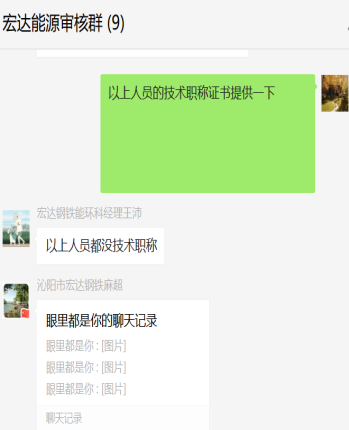 宏达能源审核群 (9)
以上人员的技术职称证书提供一下
宏达钢铁能环科经理王沛
以上人员都没技术职称
沁阳市宏达钢铁麻超
眼里都是你的聊天记录
眼里都是你 : [图片]
眼里都是你 : [图片]
眼里都是你 : [图片]
聊天记录